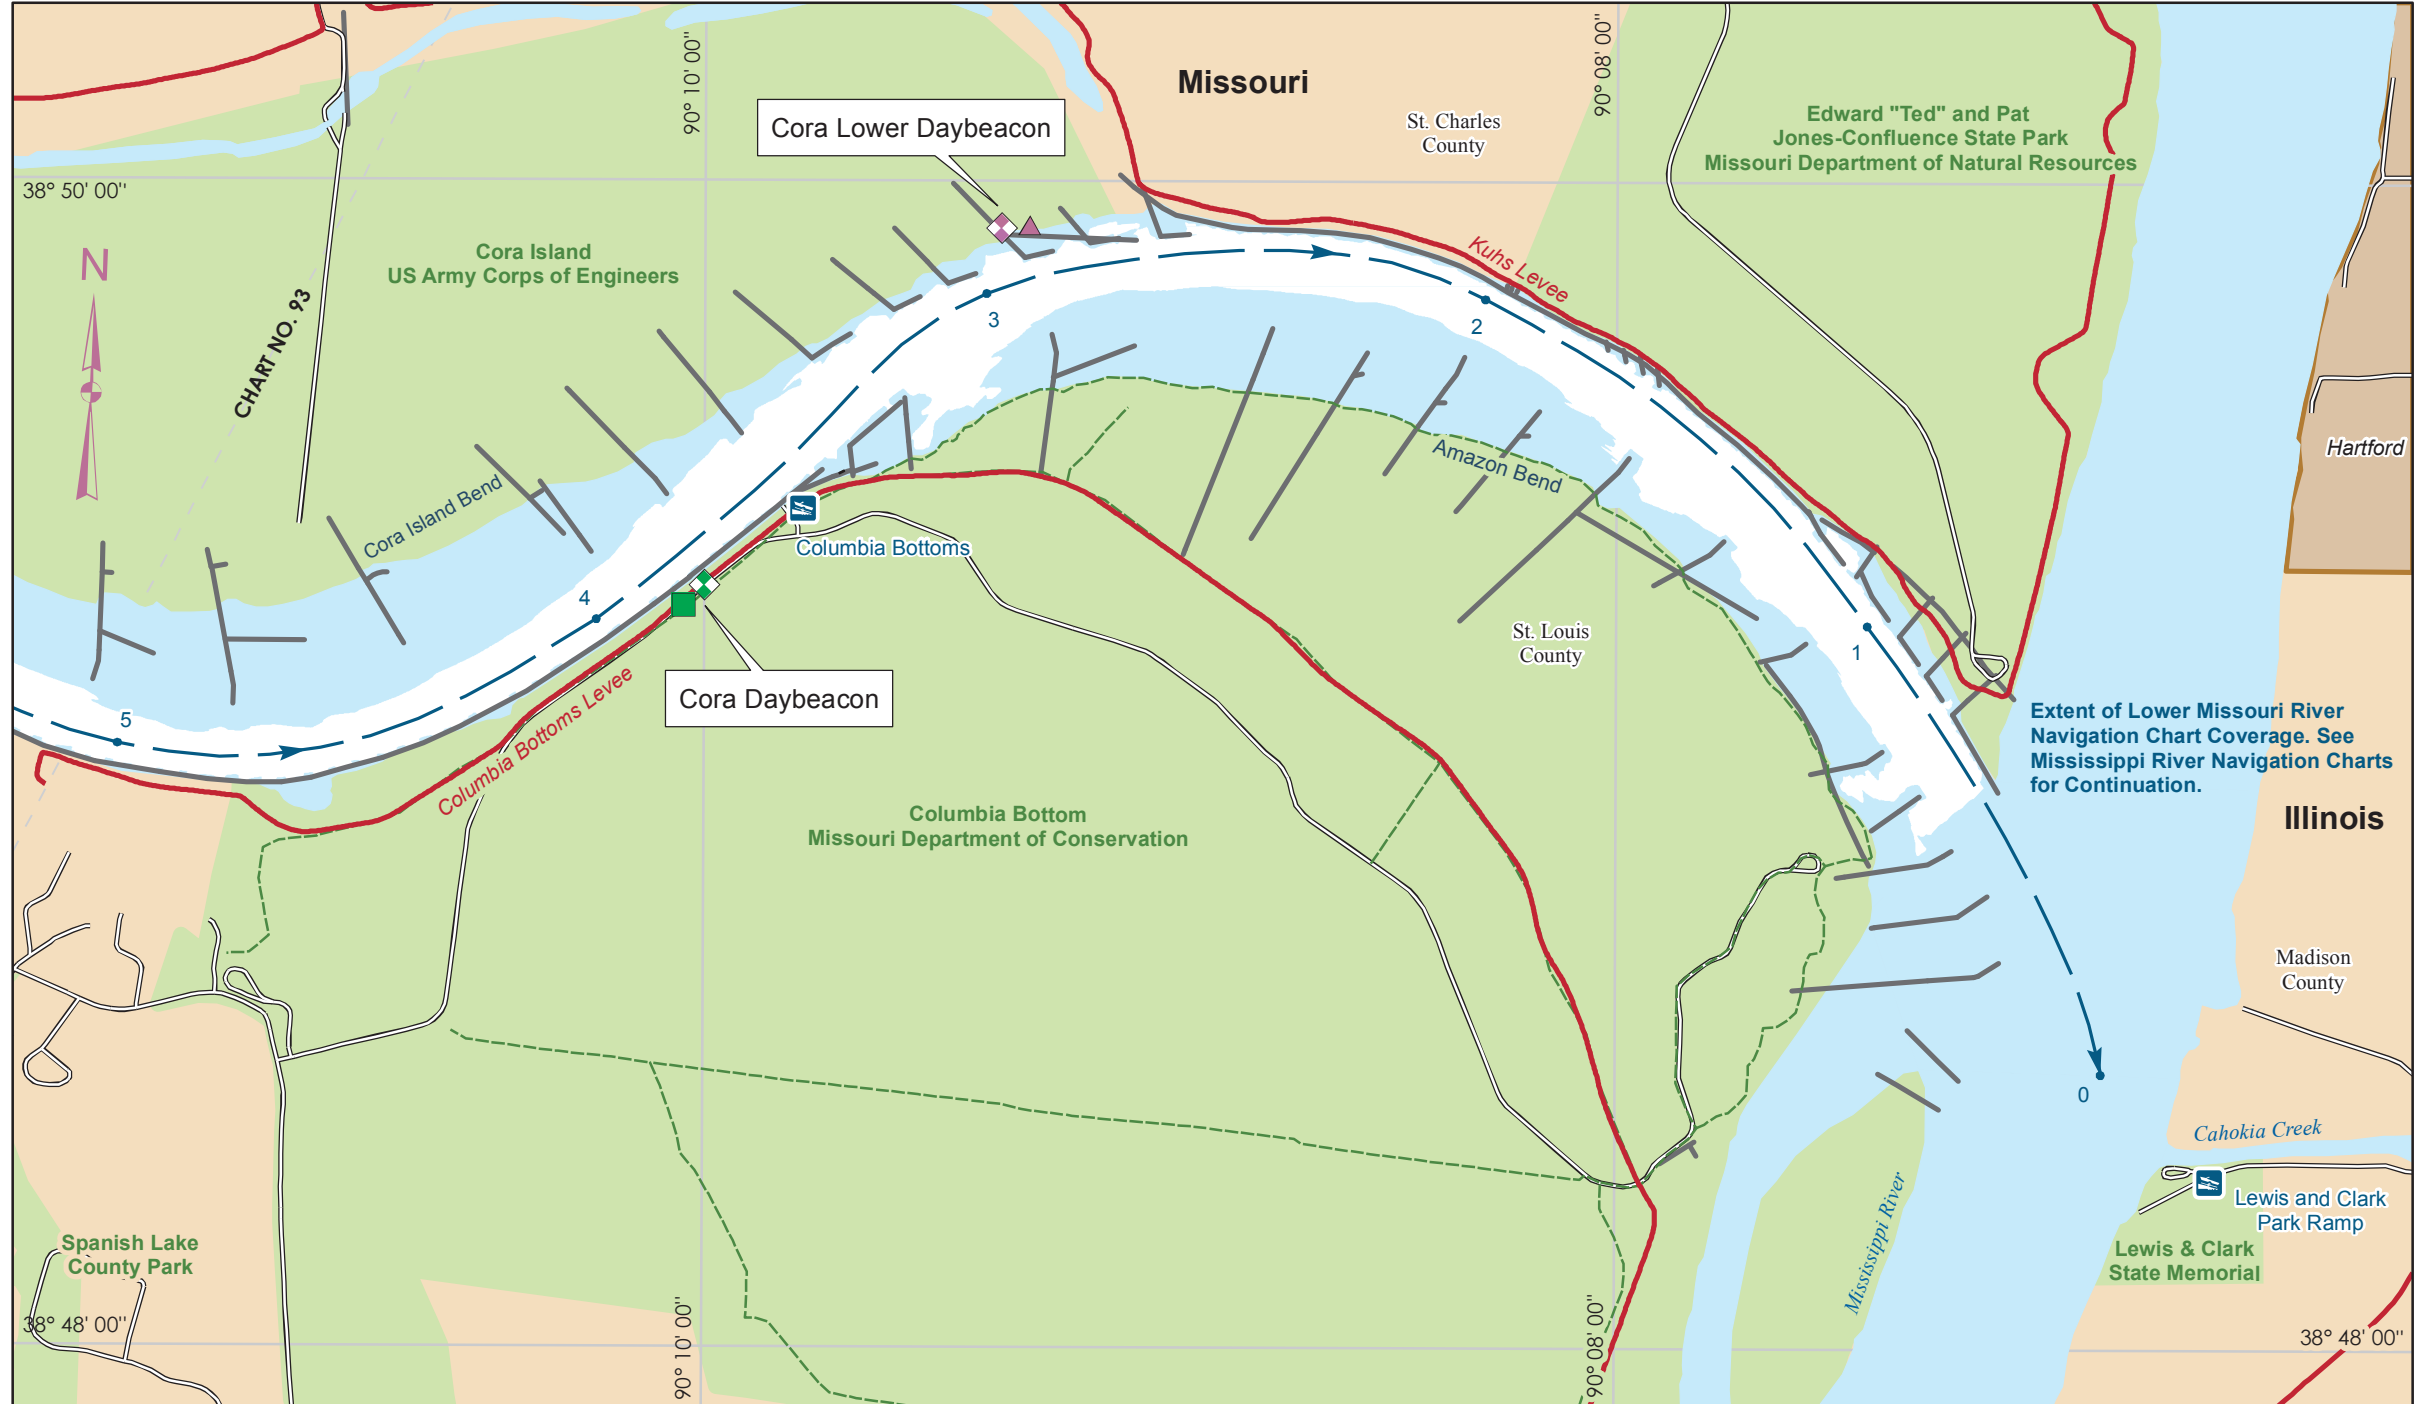 Missouri
90° 10' 00"
90° 08' 00"
Cora Lower Daybeacon
St. Charles
County
Edward "Ted" and Pat
Jones-Confluence State Park
Missouri Department of Natural Resources
38° 50' 00"
N
Cora Island
US Army Corps of Engineers
Kuhs Levee
CHART NO. 93
3
2
Hartford
Amazon Bend
Cora Island Bend
Columbia Bottoms
4
St. Louis
County
1
Cora Daybeacon
5
Columbia Bottoms Levee
Extent of Lower Missouri River
Navigation Chart Coverage. See
Mississippi River Navigation Charts
for Continuation.
Illinois
Columbia Bottom
Missouri Department of Conservation
Madison
County
0
Cahokia Creek
Mississippi River
Lewis and Clark
Park Ramp
Spanish Lake
County Park
Lewis & Clark
State Memorial
38° 48' 00"
90° 10' 00"
90° 08' 00"
38° 48' 00"